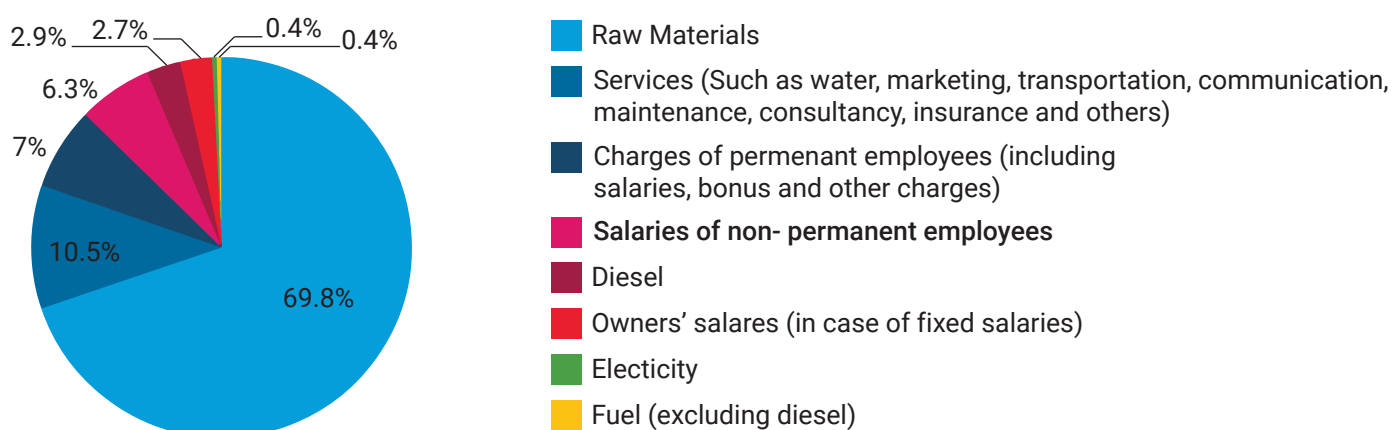 2.9%
2.7%
0.4%
0.4%
6.3%
7%
10.5%
69.8%
Raw Materials
Services (Such as water, marketing, transportation, communication,
maintenance, consultancy, insurance and others)
Charges of permenant employees (including
salaries, bonus and other charges)
Salaries of non- permanent employees
Diesel
Owners’ salares (in case of fixed salaries)
Electicity
Fuel (excluding diesel)